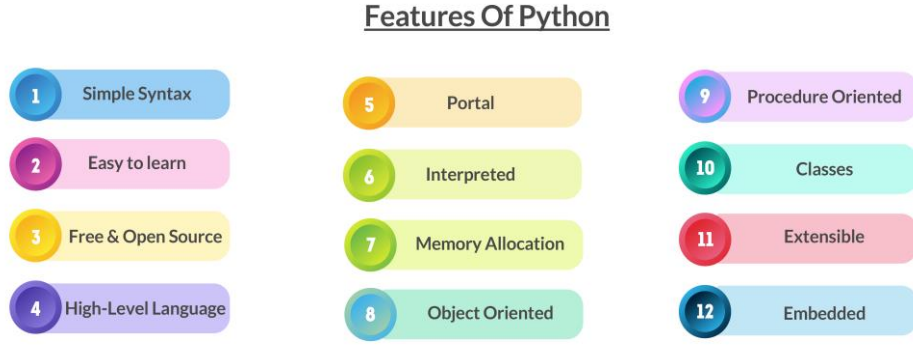 Features Of Python
1 Simple Syntax
2 Easy to learn
3 Free & Open Source
4 High-Level Language
5 Portal
6 Interpreted
7 Memory Allocation
8 Object Oriented
9 Procedure Oriented
10 Classes
11 Extensible
12 Embedded